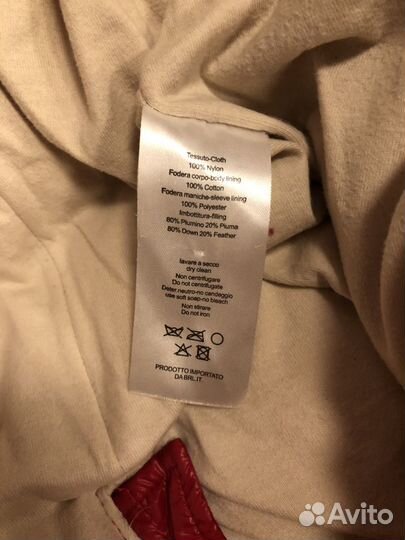 Tessuto-Cloth
100% Nylon
Fodera corpo-body lining
100% Cotton
Fodera maniche-sleeve lining
100% Polyester
Imbottitura-filling
80% Piumino 20% Piuma
80% Down 20% Feather
lavare a secco
dry clean
Non centrifugare
Do not centrifugate
Deter.neutro-no candeggio
use soft soap-no bleach
Non stirare
Do not iron
PRODOTTO IMPORTATO
DA BRL.IT
Avito